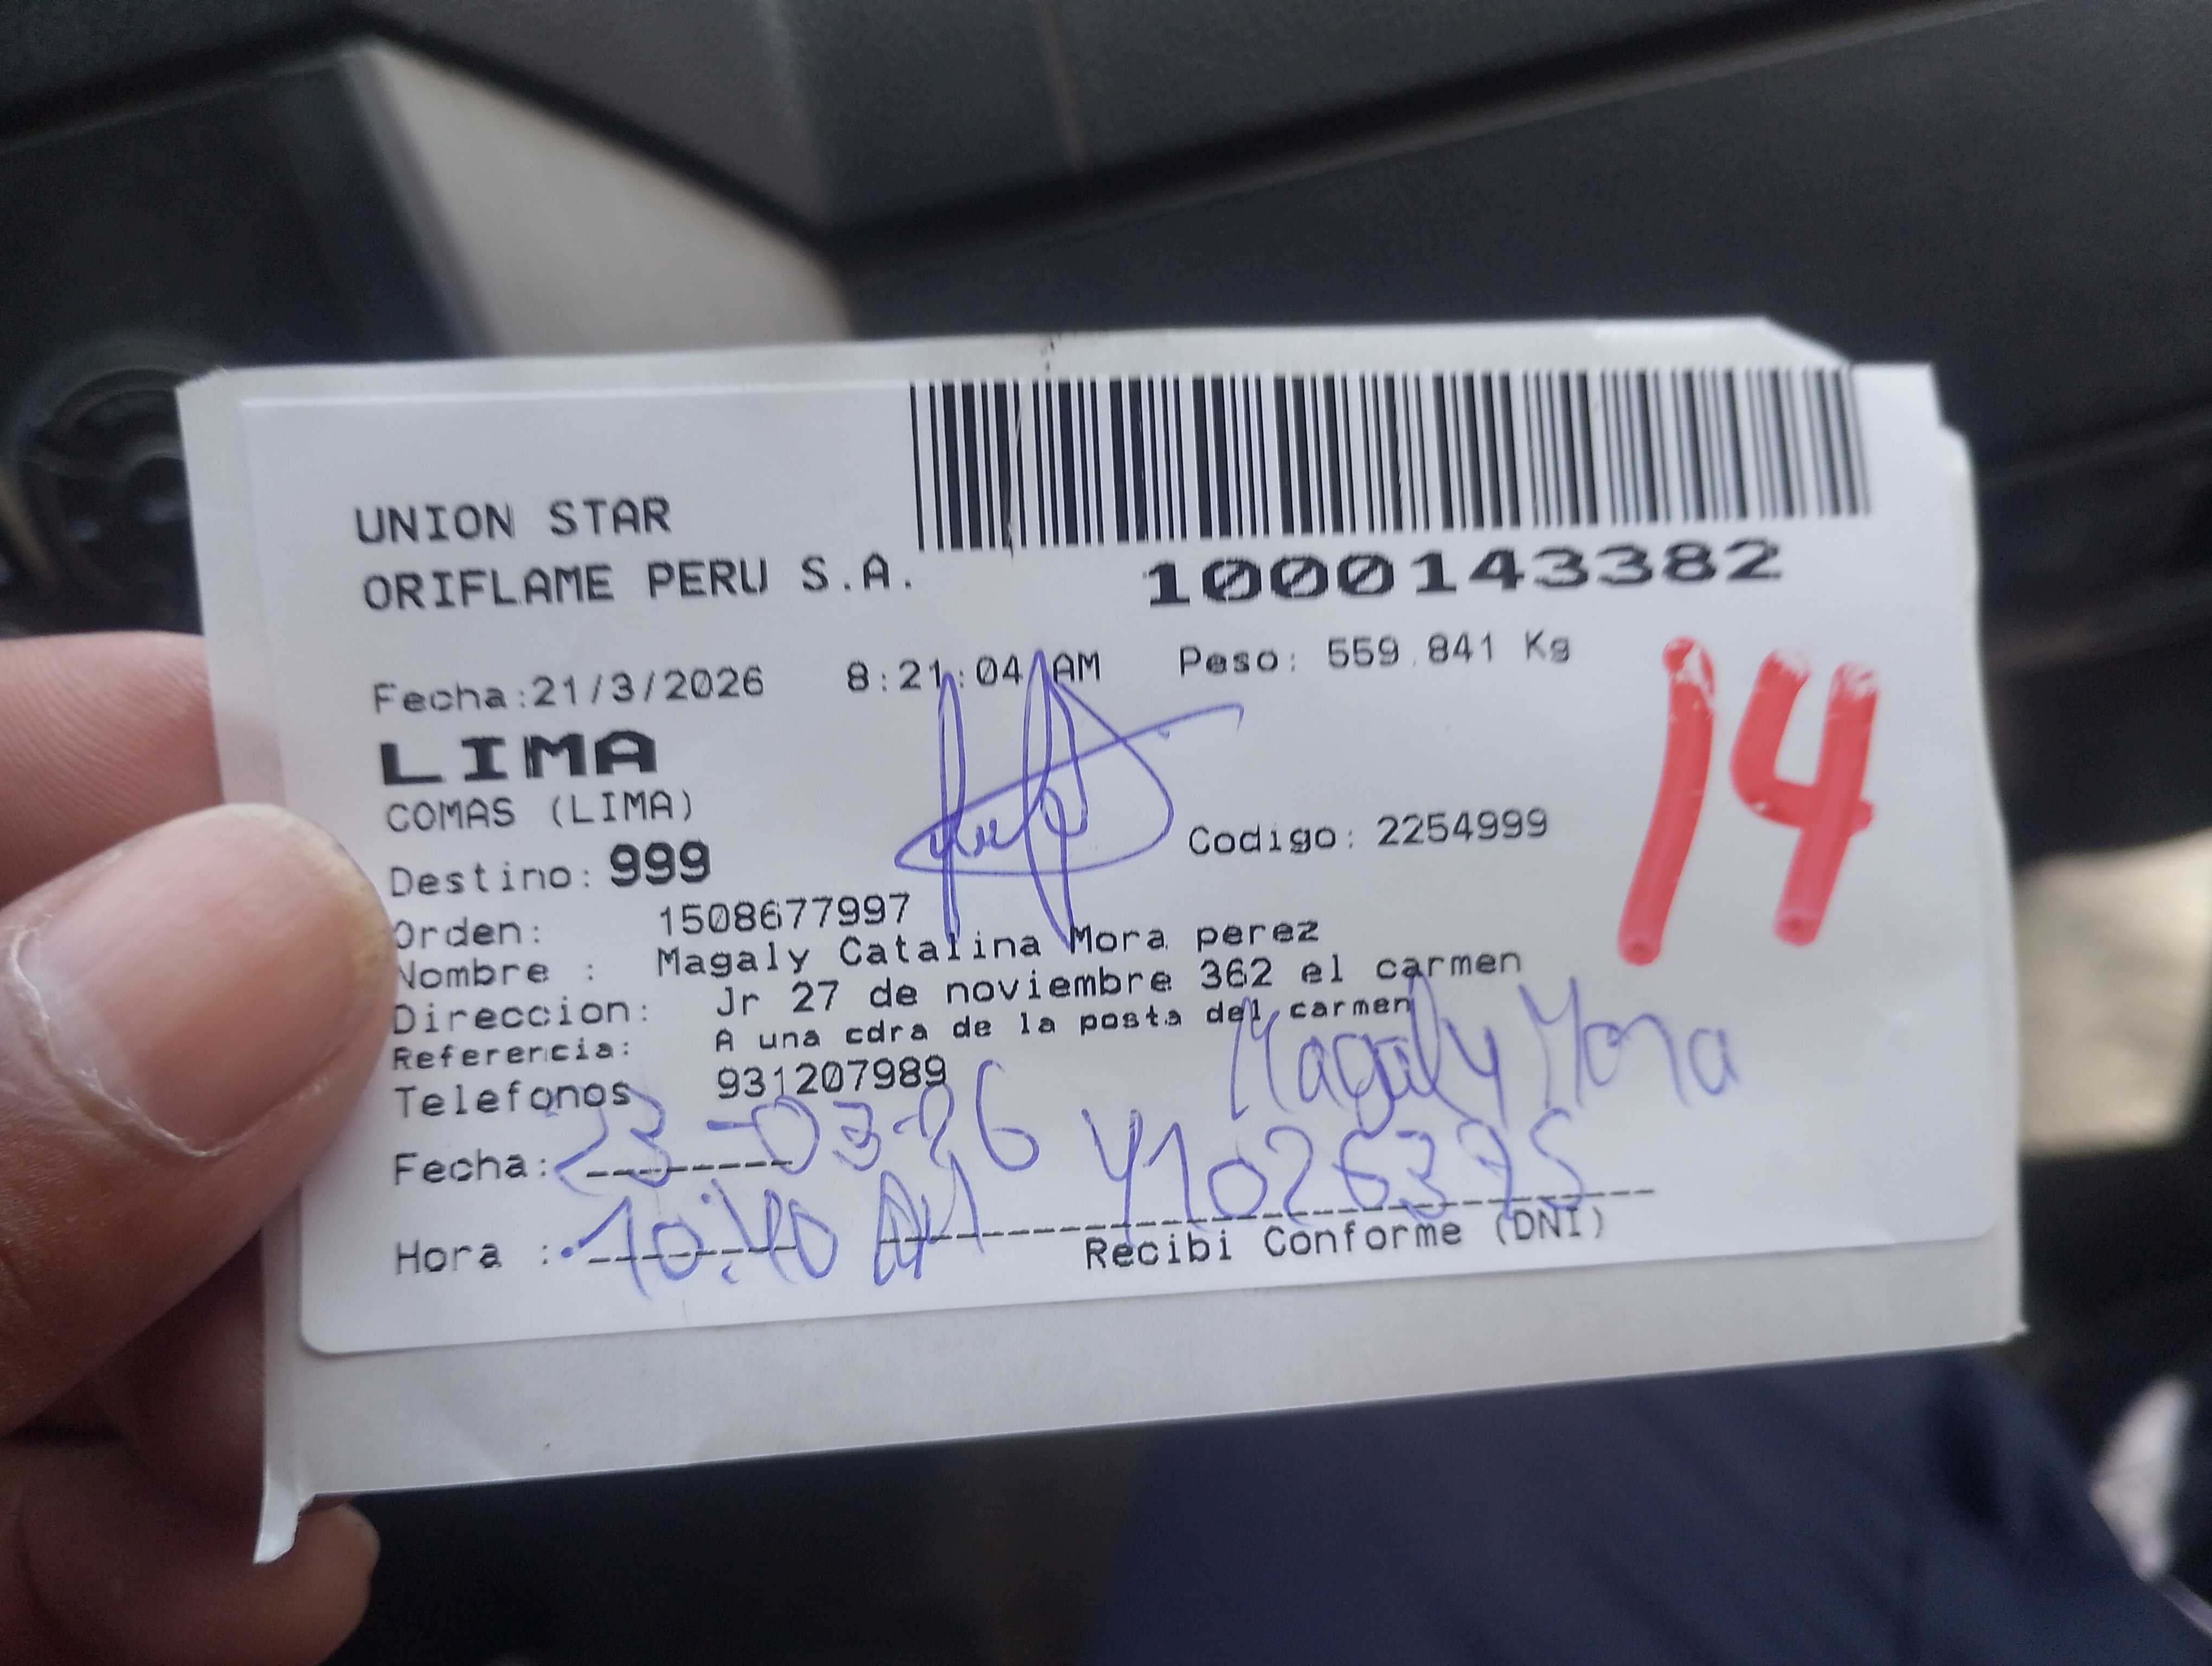 UNION STAR
ORIFLAME PERU S.A.
1000143382
Fecha:21/3/2026 8:21:04 AM Peso: 559.841 Kg
14
LIMA
COMAS (LIMA)
Destino: 999 Codigo: 2254999
Orden: 1508677997
Nombre : Magaly Catalina Mora perez
Direccion: Jr 27 de noviembre 362 el carmen
Referencia: A una cdra de la posta del carmen
Telefonos 931207989
Magaly Mora
Fecha: 23-03-26
41026395
Hora : 10:40 AM
Recibi Conforme (DNI)